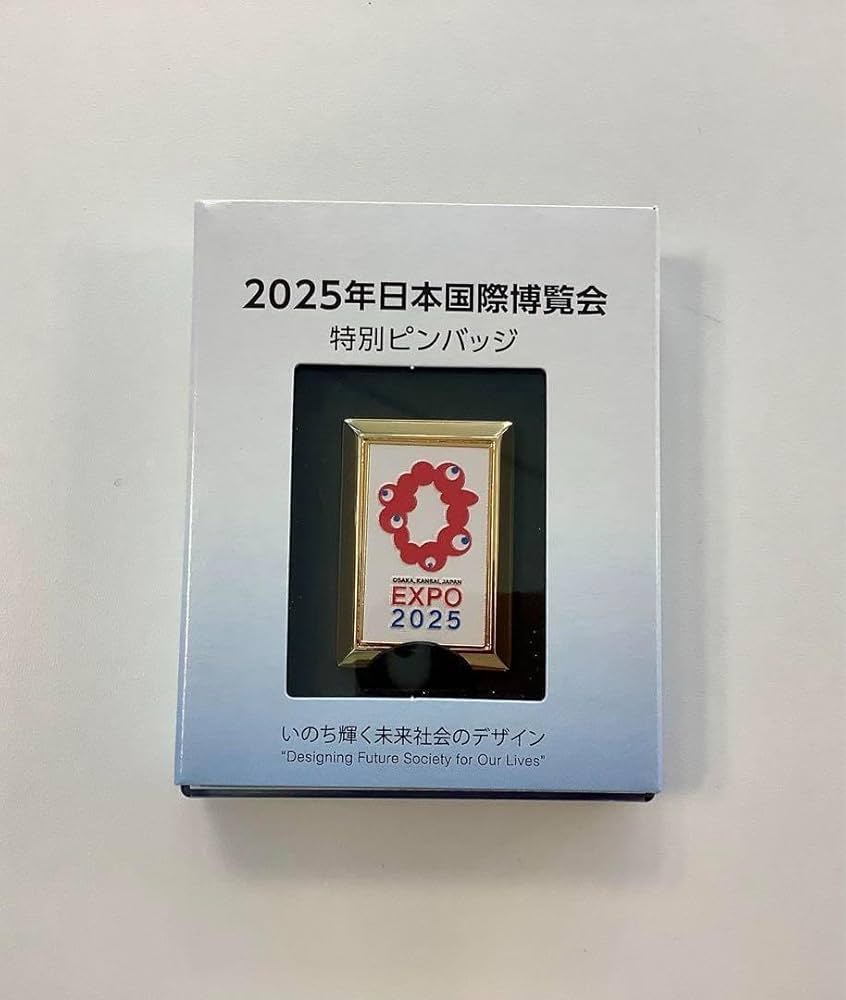 2025年日本国際博覧会
特別ピンバッジ
OSAKA, KANSAI, JAPAN
EXPO
2025
いのち輝く未来社会のデザイン
"Designing Future Society for Our Lives"